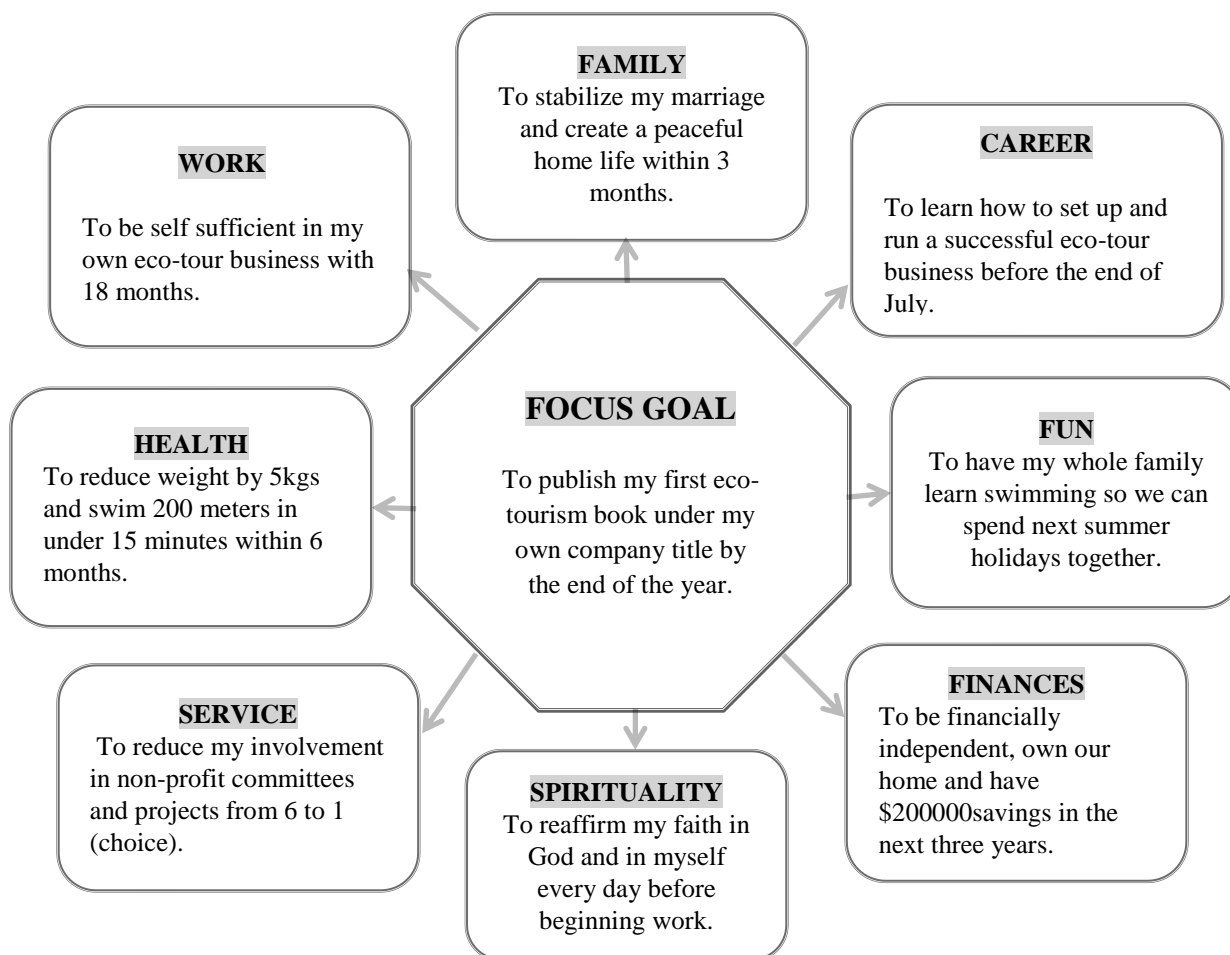 FAMILY
To stabilize my marriage
and create a peaceful
home life within 3
months.
WORK
To be self sufficient in my
own eco-tour business with
18 months.
CAREER
To learn how to set up and
run a successful eco-tour
business before the end of
July.
HEALTH
To reduce weight by 5kgs
and swim 200 meters in
under 15 minutes within 6
months.
FOCUS GOAL
To publish my first eco-
tourism book under my
own company title by
the end of the year.
FUN
To have my whole family
learn swimming so we can
spend next summer
holidays together.
SERVICE
To reduce my involvement
in non-profit committees
and projects from 6 to 1
(choice).
SPIRITUALITY
To reaffirm my faith in
God and in myself
every day before
beginning work.
FINANCES
To be financially
independent, own our
home and have
$200000savings in the
next three years.